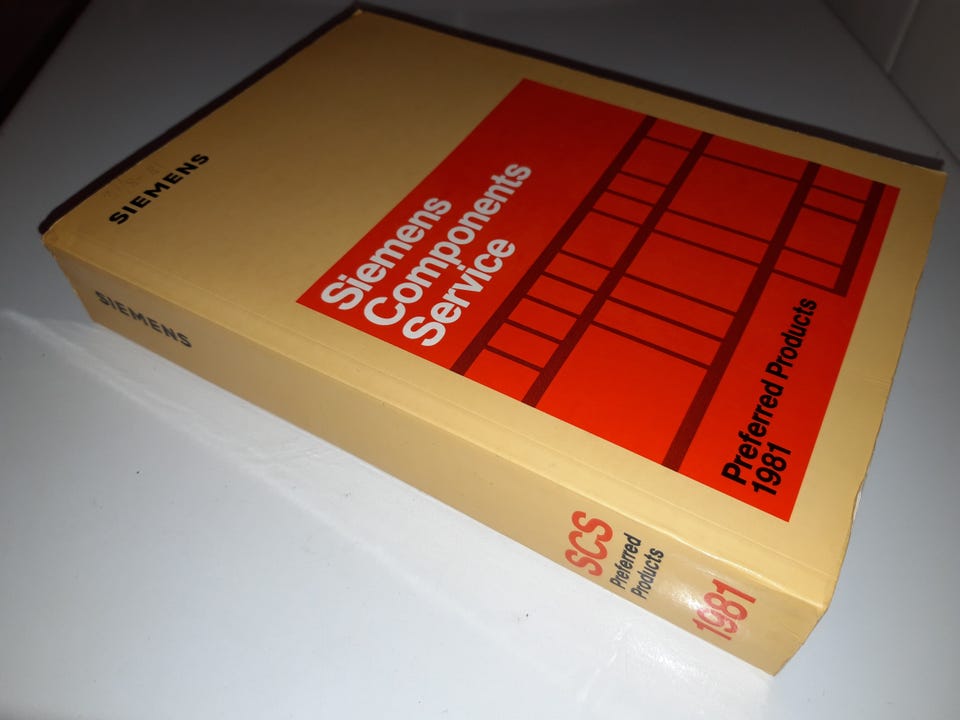 SIEMENS
Siemens
Components
Service
Preferred Products
1981
SIEMENS
SCS
Preferred
Products
1981